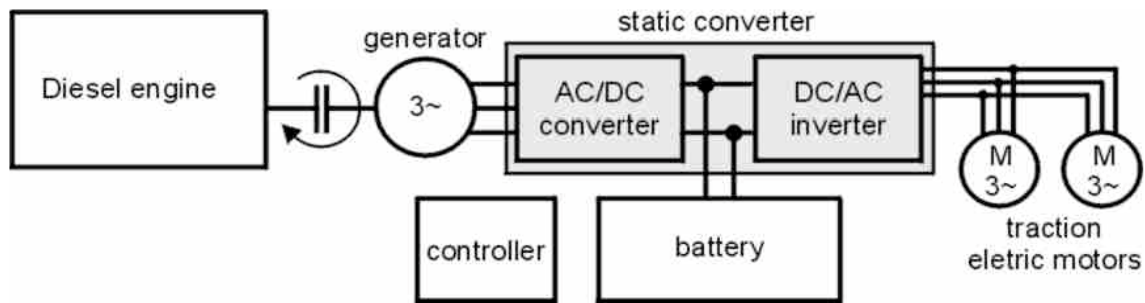 static converter
generator
Diesel engine
3~
AC/DC
converter
DC/AC
inverter
M
3~
M
3~
controller
battery
traction
eletric motors